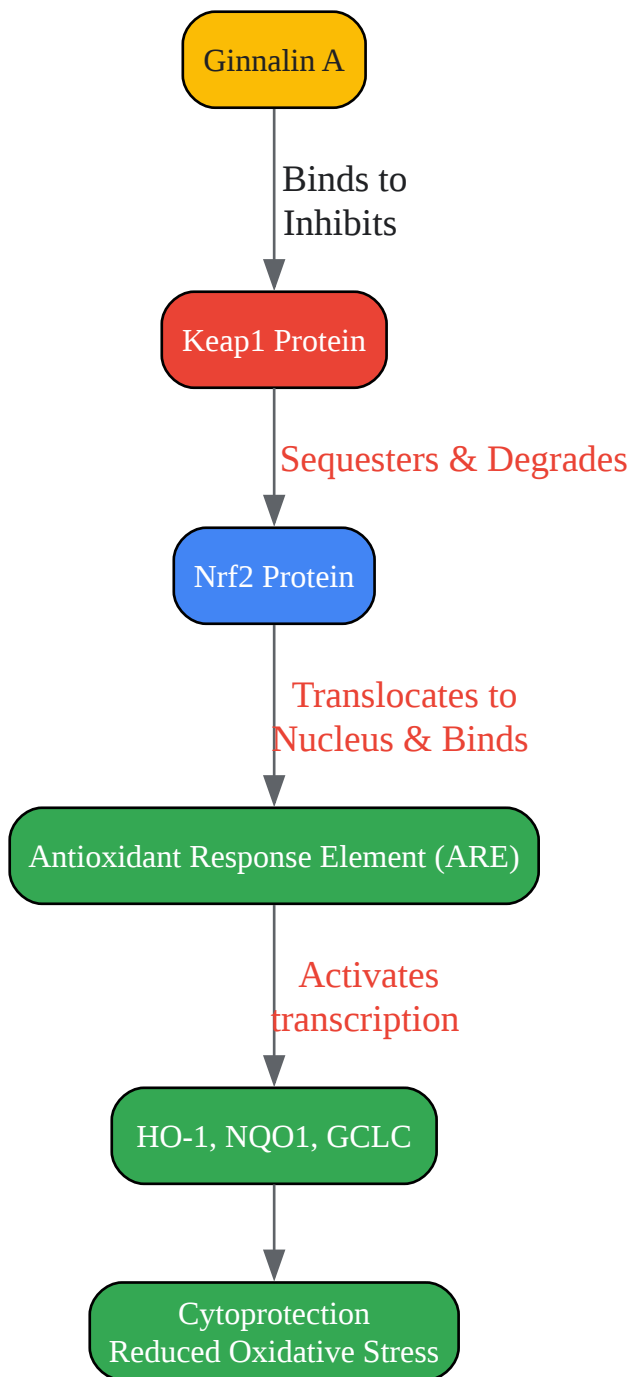 Ginnalin A
Binds to
Inhibits
Keap1 Protein
Sequesters & Degrades
Nrf2 Protein
Translocates to
Nucleus & Binds
Antioxidant Response Element (ARE)
Activates
transcription
HO-1, NQO1, GCLC
Cytoprotection
Reduced Oxidative Stress